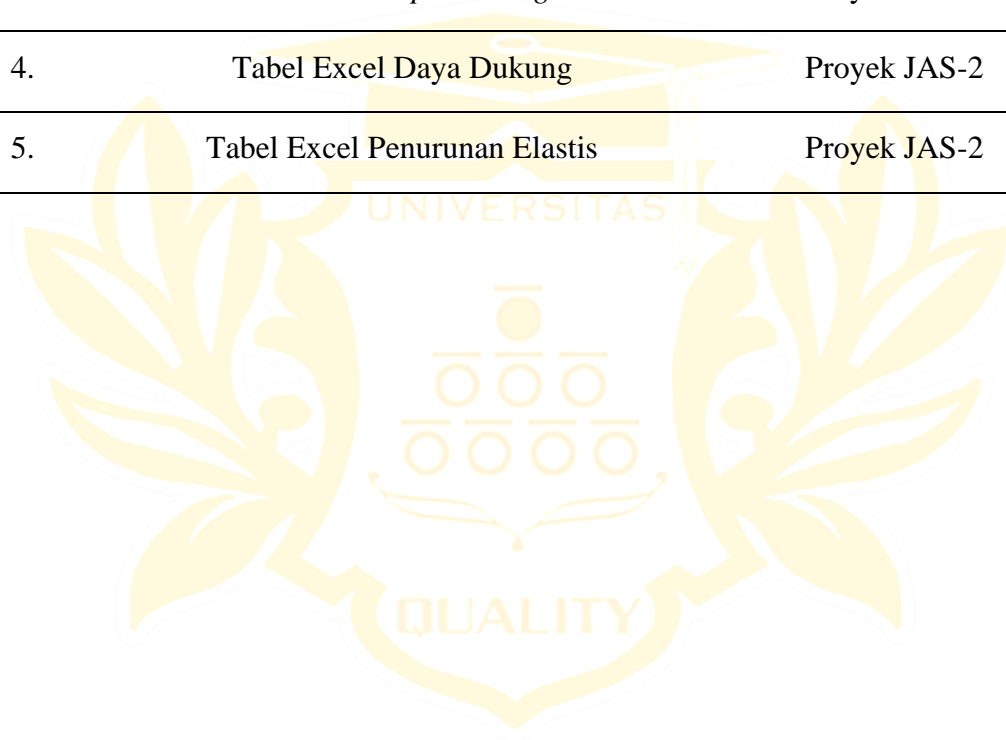 4. Tabel Excel Daya Dukung Proyek JAS-2
5. Tabel Excel Penurunan Elastis Proyek JAS-2
UNIVERSITAS
QUALITY